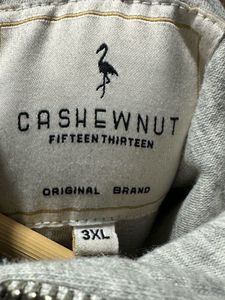 CASHEWNUT
FIFTEENTHIRTEEN
ORIGINAL BRAND
3XL